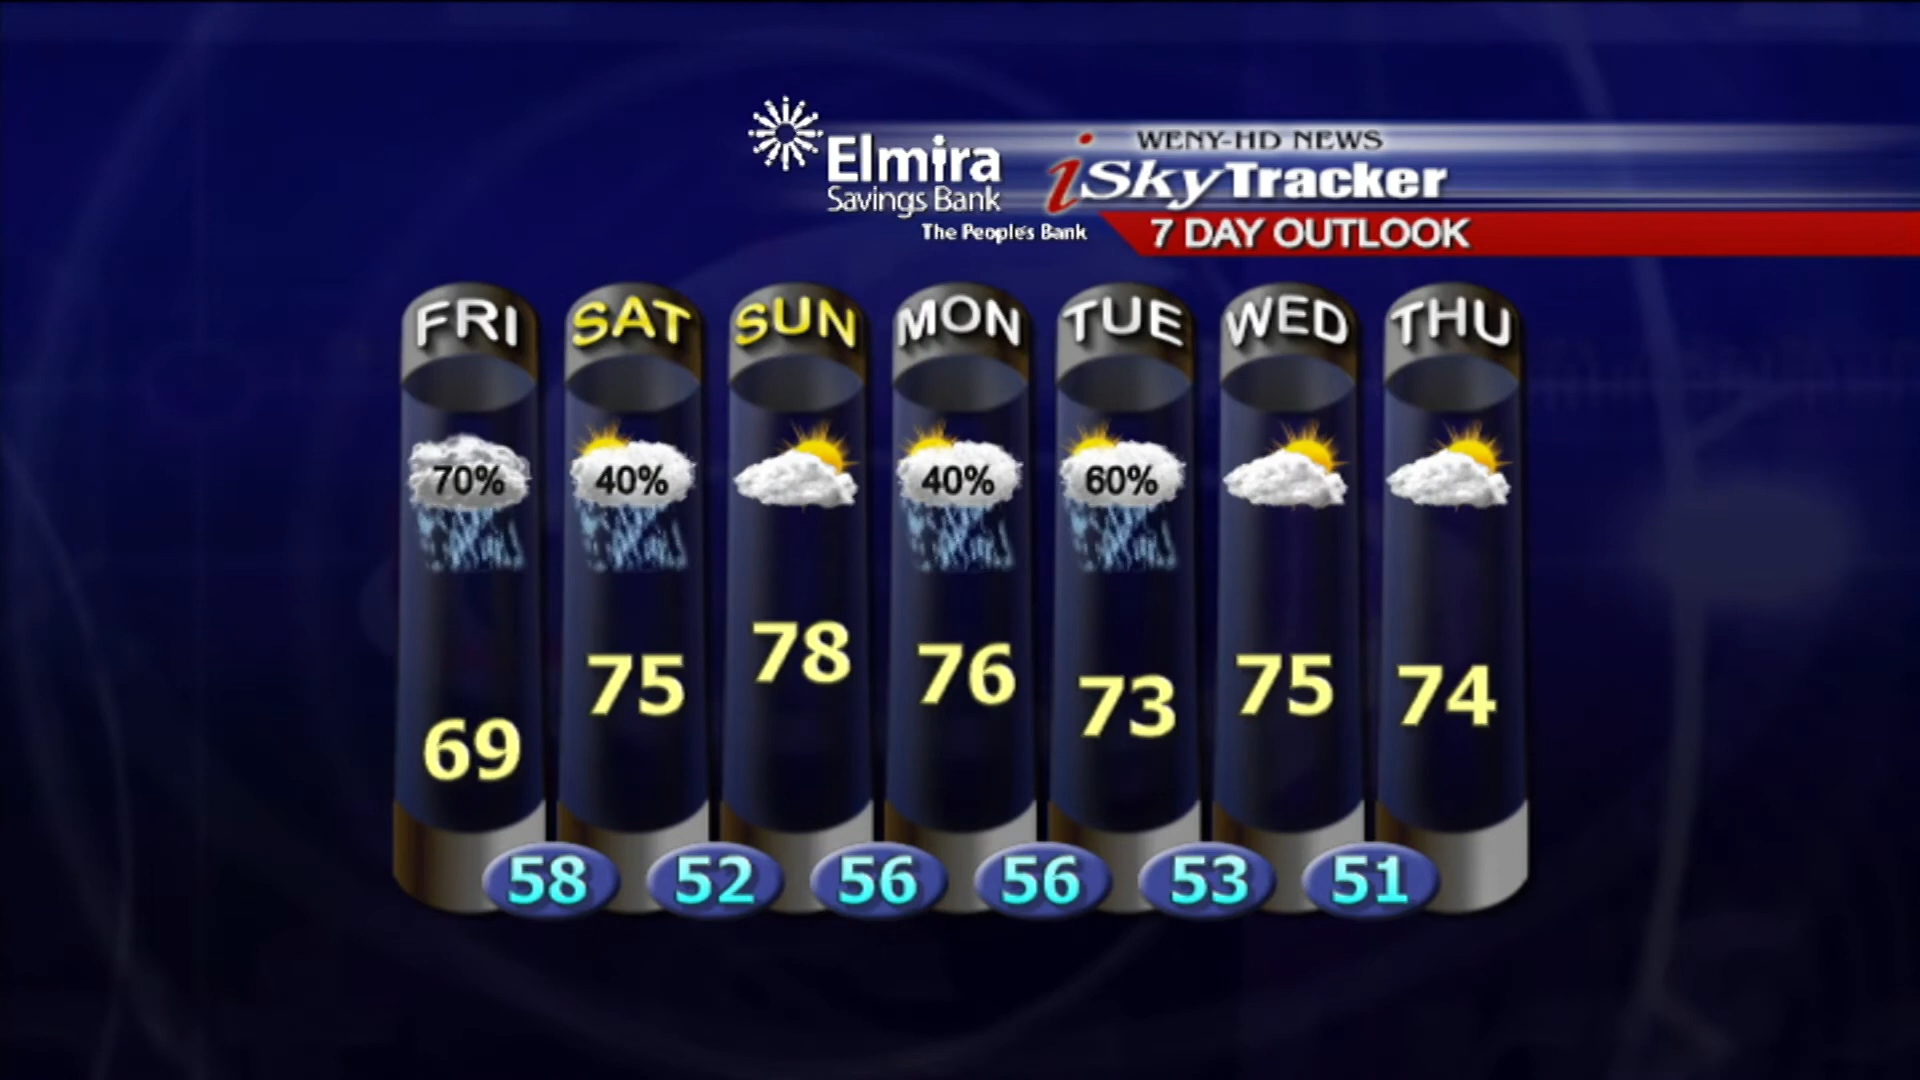 Elmira
Savings Bank
The People's Bank
WENY-HD NEWS
iSkyTracker
7 DAY OUTLOOK
FRI SAT SUN MON TUE WED THU
70% 40% 40% 60%
69 75 78 76 73 75 74
58 52 56 56 53 51